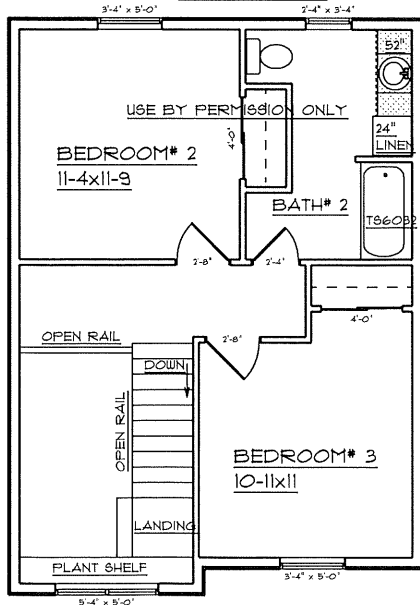 3'-4" x 5'-0"
2'-4" x 3'-4"
52"
USE BY PERMISSION ONLY
24"
LINEN
4'-0"
BEDROOM# 2
11-4x11-9
BATH# 2
TS6032
2'-8"
2'-4"
4'-0"
OPEN RAIL
2'-8"
DOWN
OPEN RAIL
BEDROOM# 3
10-11x11
LANDING
PLANT SHELF
3'-4" x 5'-0"
5'-4" x 5'-0"